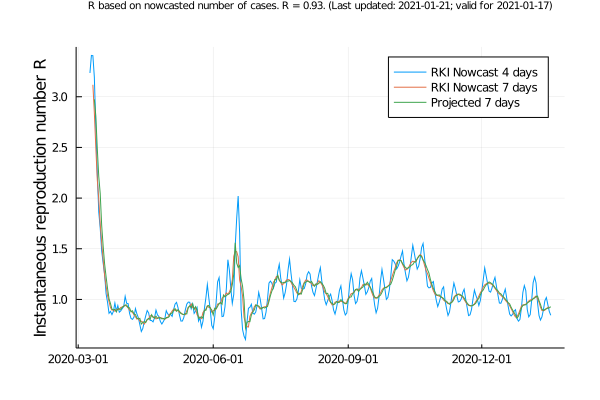 R based on nowcasted number of cases. R = 0.93. (Last updated: 2021-01-21; valid for 2021-01-17)
RKI Nowcast 4 days
RKI Nowcast 7 days
Projected 7 days
Instantaneous reproduction number R
3.0
2.5
2.0
1.5
1.0
2020-03-01
2020-06-01
2020-09-01
2020-12-01